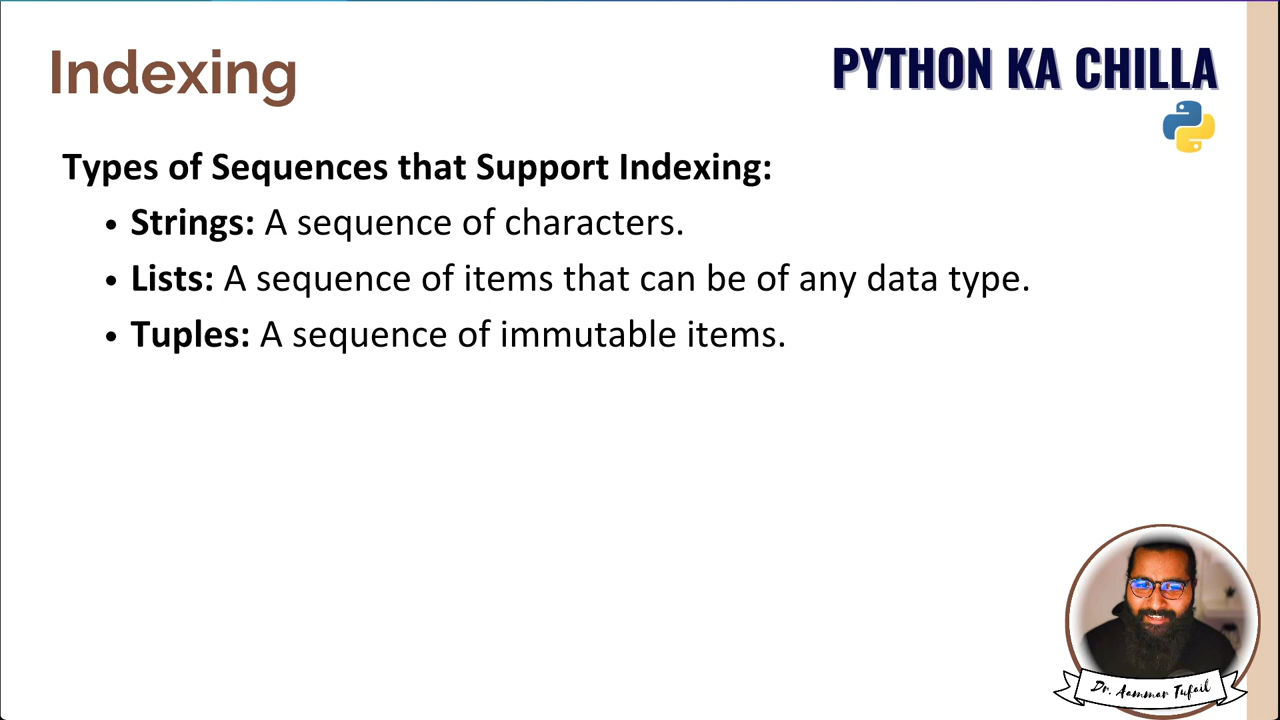 Indexing
PYTHON KA CHILLA
Types of Sequences that Support Indexing:
• Strings: A sequence of characters.
• Lists: A sequence of items that can be of any data type.
• Tuples: A sequence of immutable items.
Dr. Aammar Tufail